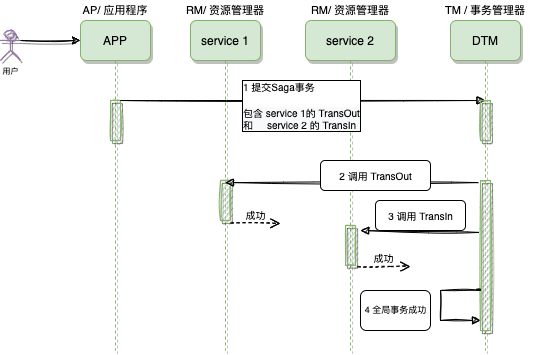 AP/ 应用程序
RM/ 资源管理器
RM/ 资源管理器
TM / 事务管理器
APP
service 1
service 2
DTM
用户
1 提交Saga事务
包含 service 1的 TransOut
和 service 2 的 TransIn
2 调用 TransOut
成功
3 调用 TransIn
成功
4 全局事务成功